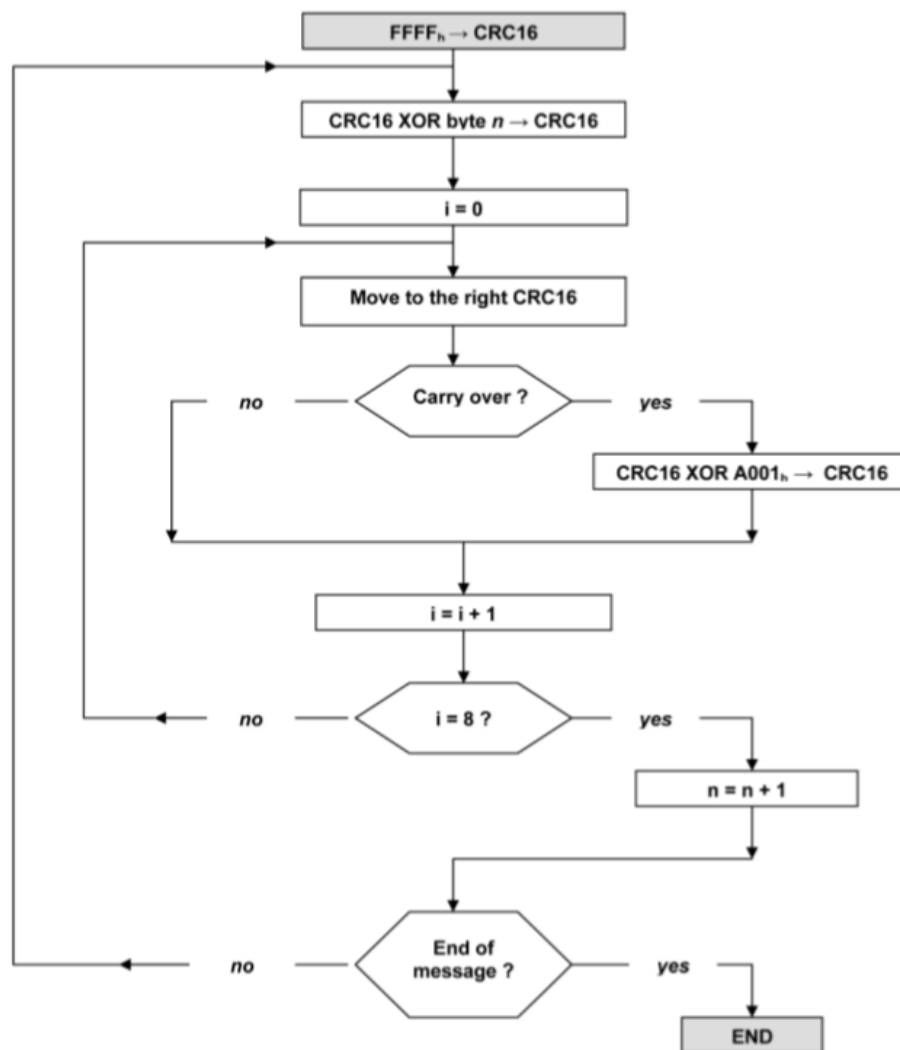 FFFFₕ → CRC16
CRC16 XOR byte n → CRC16
i = 0
Move to the right CRC16
Carry over ?
no
yes
CRC16 XOR A001ₕ → CRC16
i = i + 1
i = 8 ?
no
yes
n = n + 1
End of
message ?
no
yes
END